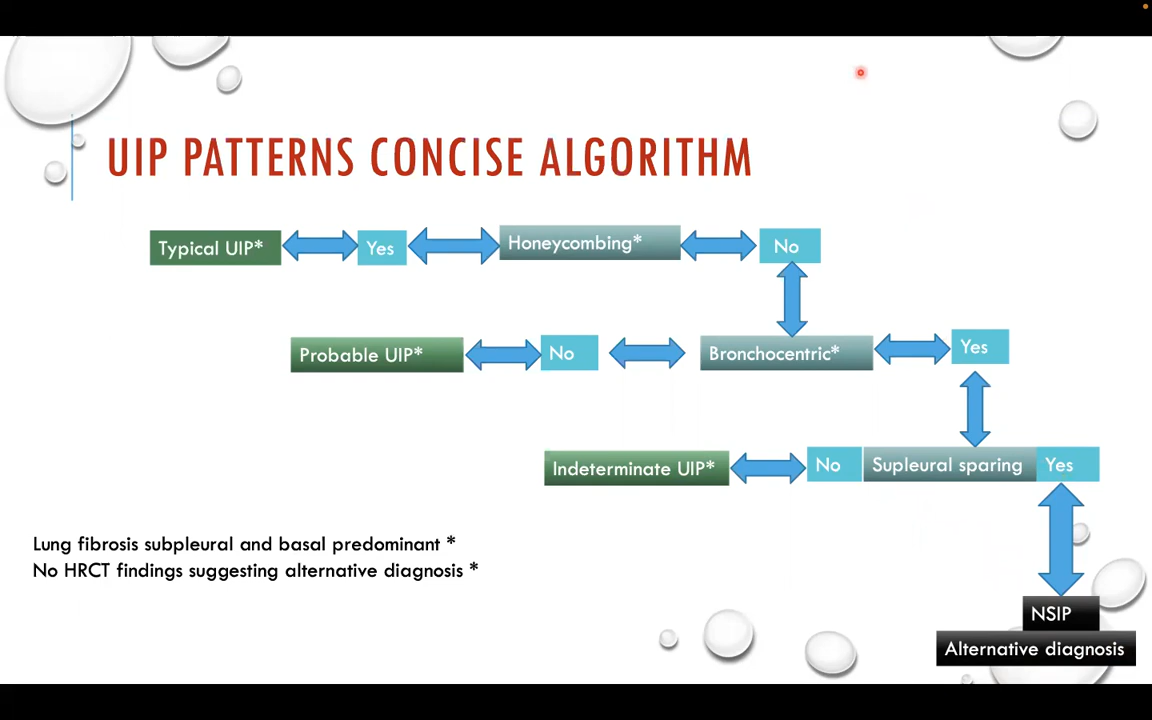 UIP PATTERNS CONCISE ALGORITHM
Typical UIP*
Yes
Honeycombing*
No
Probable UIP*
No
Bronchocentric*
Yes
Indeterminate UIP*
No
Supleural sparing
Yes
Lung fibrosis subpleural and basal predominant *
No HRCT findings suggesting alternative diagnosis *
NSIP
Alternative diagnosis